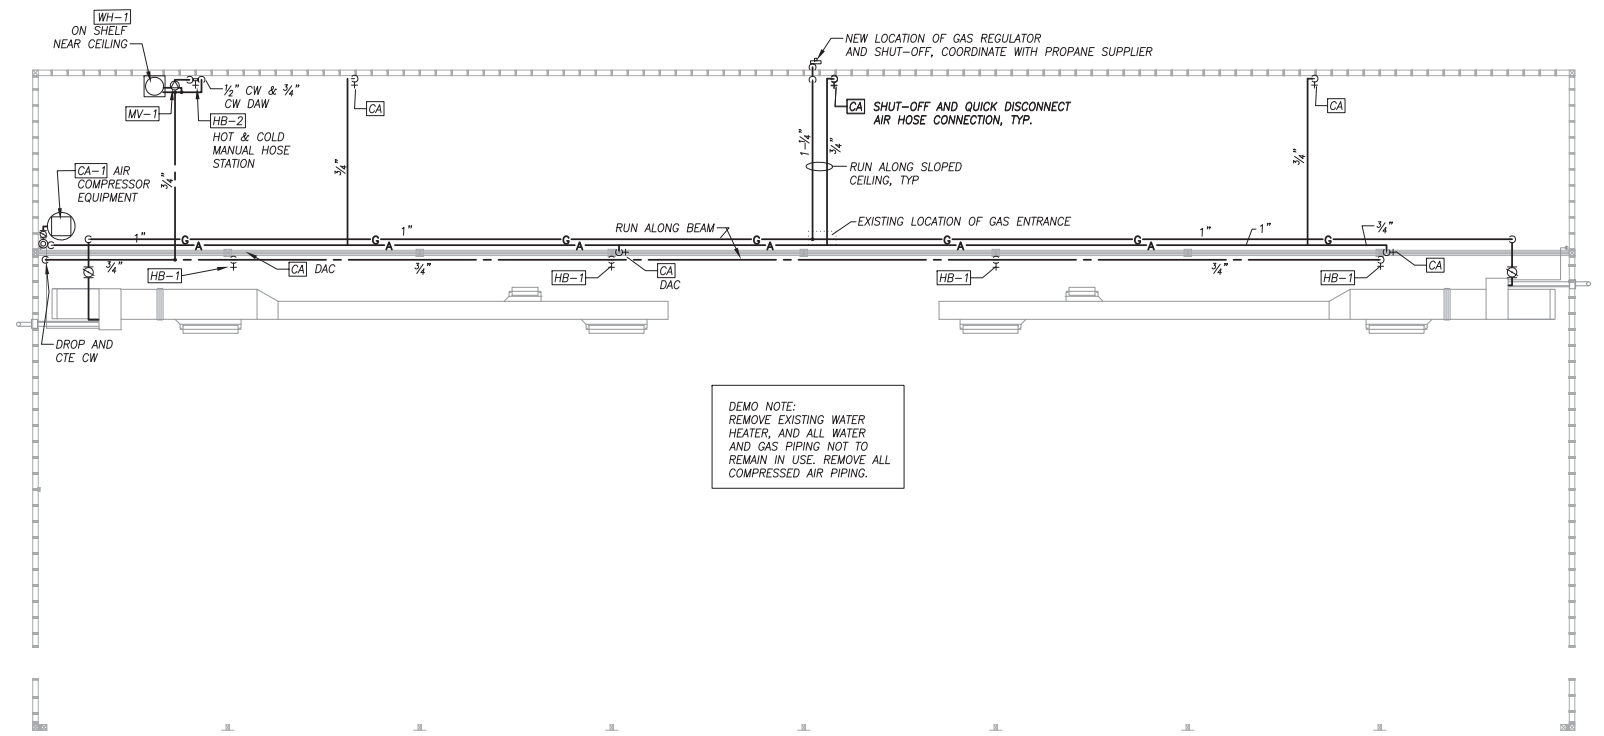 WH-1
ON SHELF
NEAR CEILING
NEW LOCATION OF GAS REGULATOR
AND SHUT-OFF, COORDINATE WITH PROPANE SUPPLIER
½" CW & ¾"
CW DAW
MV-1
HB-2
HOT & COLD
MANUAL HOSE
STATION
CA
CA SHUT-OFF AND QUICK DISCONNECT
AIR HOSE CONNECTION, TYP.
CA
¾"
¾"
1-¼"
¾"
¾"
RUN ALONG SLOPED
CEILING, TYP
CA-1 AIR
COMPRESSOR
EQUIPMENT
EXISTING LOCATION OF GAS ENTRANCE
RUN ALONG BEAM
1"
1"
1"
1"
¾"
G G G G G G G
A A A A A A
¾"
¾"
¾"
HB-1
CA DAC
HB-1
CA
DAC
HB-1
HB-1
CA
DROP AND
CTE CW
DEMO NOTE:
REMOVE EXISTING WATER
HEATER, AND ALL WATER
AND GAS PIPING NOT TO
REMAIN IN USE. REMOVE ALL
COMPRESSED AIR PIPING.